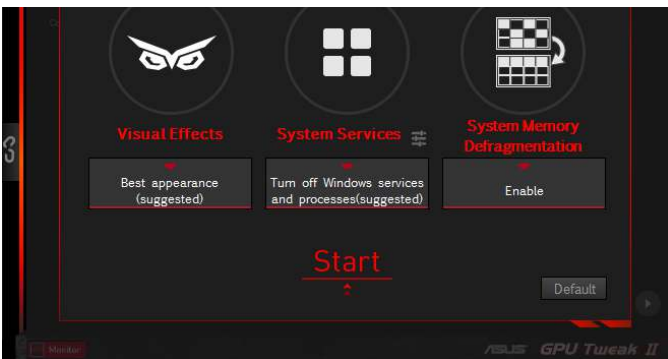 Visual Effects
System Services
System Memory
Defragmentation
Best appearance
(suggested)
Turn off Windows services
and processes(suggested)
Enable
Start
Default
Monitor
ASUS GPU Tweak II